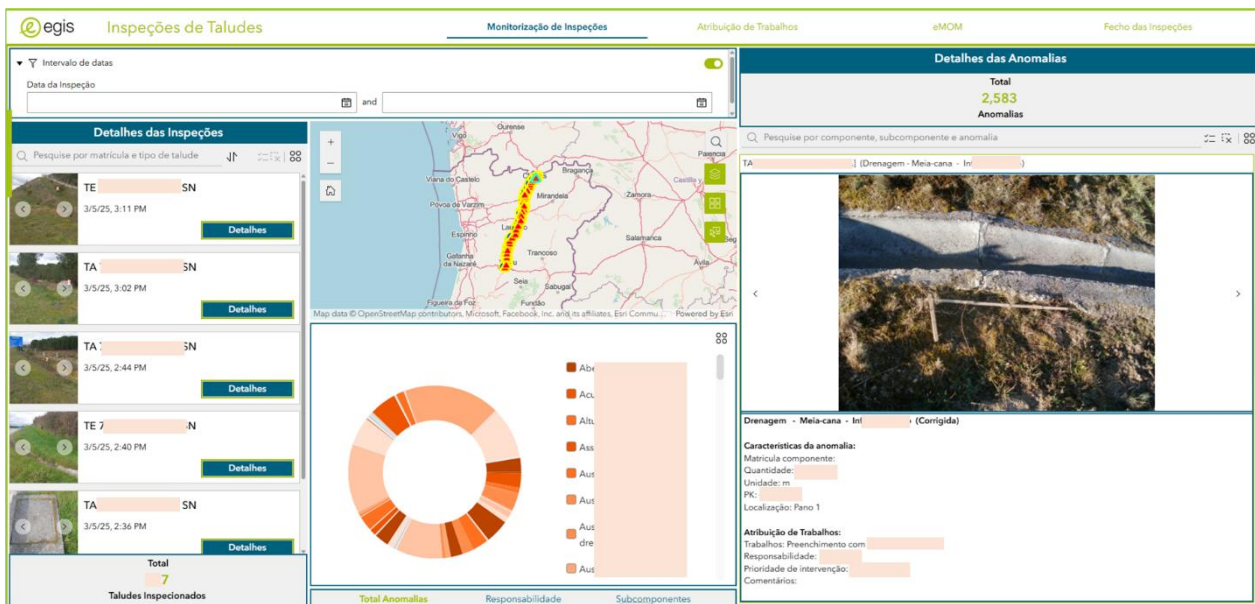 egis
Inspeções de Taludes
Monitorização de Inspeções
Atribuição de Trabalhos
eMOM
Fecho das Inspeções
Intervalo de datas
Data da Inspeção
and
Detalhes das Inspeções
Pesquise por matrícula e tipo de talude
TE SN
3/5/25, 3:11 PM
Detalhes
TA SN
3/5/25, 3:02 PM
Detalhes
TA SN
3/5/25, 2:44 PM
Detalhes
TE 7
3/5/25, 2:40 PM
Detalhes
TA SN
3/5/25, 2:36 PM
Detalhes
Total
7
Taludes Inspecionados
Vigo
Ourense
Viana do Castelo
Bragança
Póvoa de Varzim
Mirandela
Zamora
Espinho
Gafanha da Nazaré
Trancoso
Salamanca
Seia
Sabugal
Ávila
Figueira da Foz
Fundão
Map data © OpenStreetMap contributors, Microsoft, Facebook, Inc. and its affiliates, Esri Commu...
Powered by Esri
Abe
Acu
Altu
Ass
Aus
Aus
Aus
dre
Aus
Total Anomalias
Responsabilidade
Subcomponentes
Detalhes das Anomalias
Total
2,583
Anomalias
Pesquise por componente, subcomponente e anomalia
TA (Drenagem - Meia-cana - In
Drenagem - Meia-cana - In (Corrigida)
Características da anomalia:
Matricula componente:
Quantidade:
Unidade: m
PK:
Localização: Pano 1
Atribuição de Trabalhos:
Trabalhos: Preenchimento com
Responsabilidade:
Prioridade de intervenção:
Comentários: